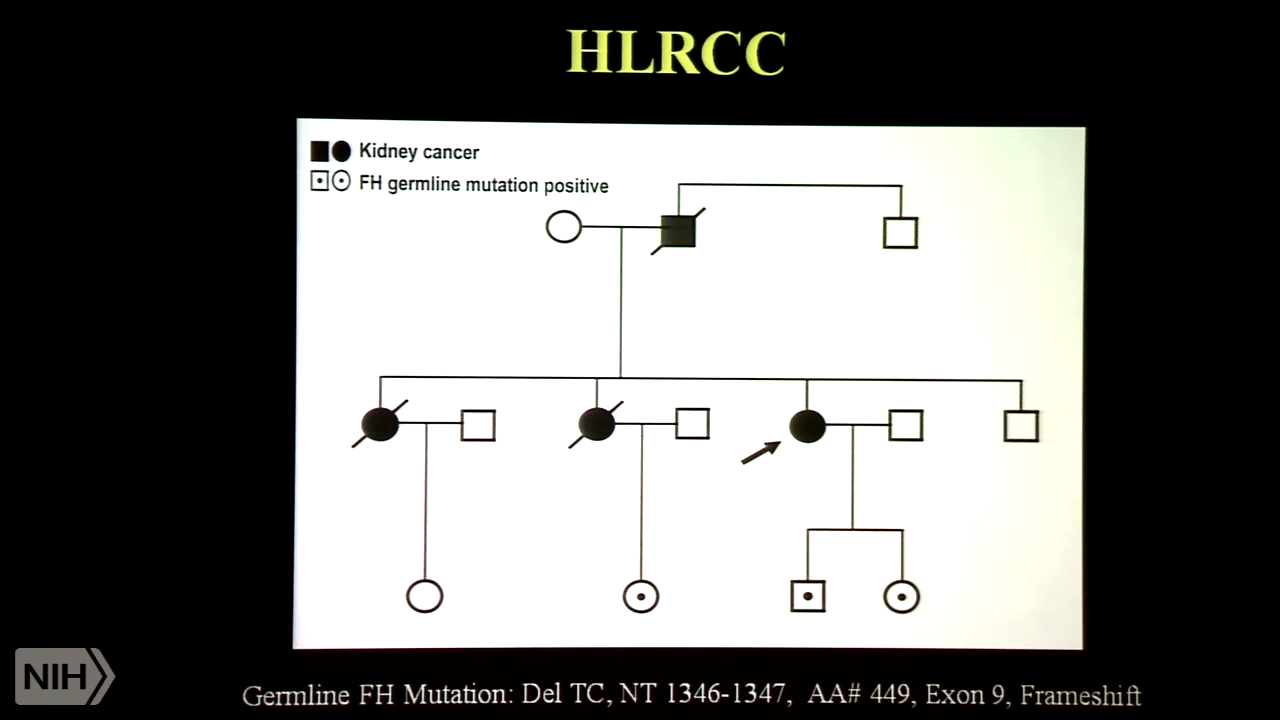 HLRCC
Kidney cancer
FH germline mutation positive
NIH
Germline FH Mutation: Del TC, NT 1346-1347, AA# 449, Exon 9, Frameshift